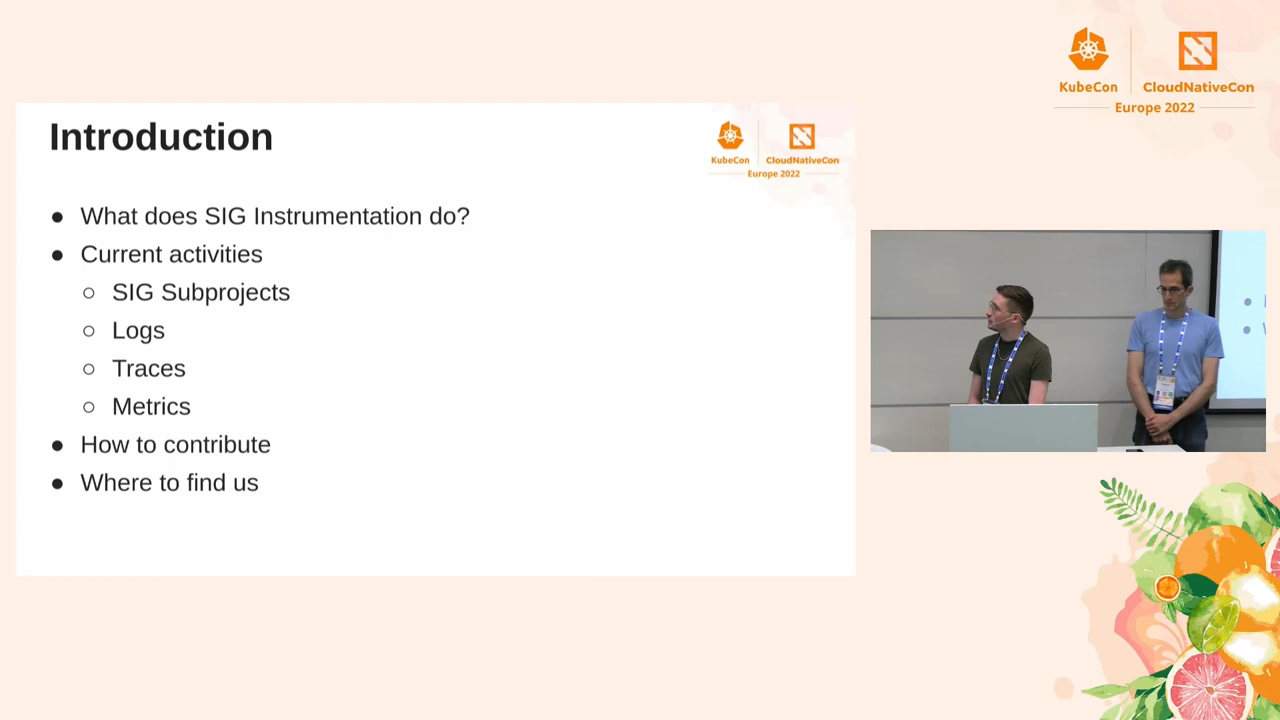 KubeCon
CloudNativeCon
Europe 2022
Introduction
KubeCon
CloudNativeCon
Europe 2022
● What does SIG Instrumentation do?
● Current activities
○ SIG Subprojects
○ Logs
○ Traces
○ Metrics
● How to contribute
● Where to find us